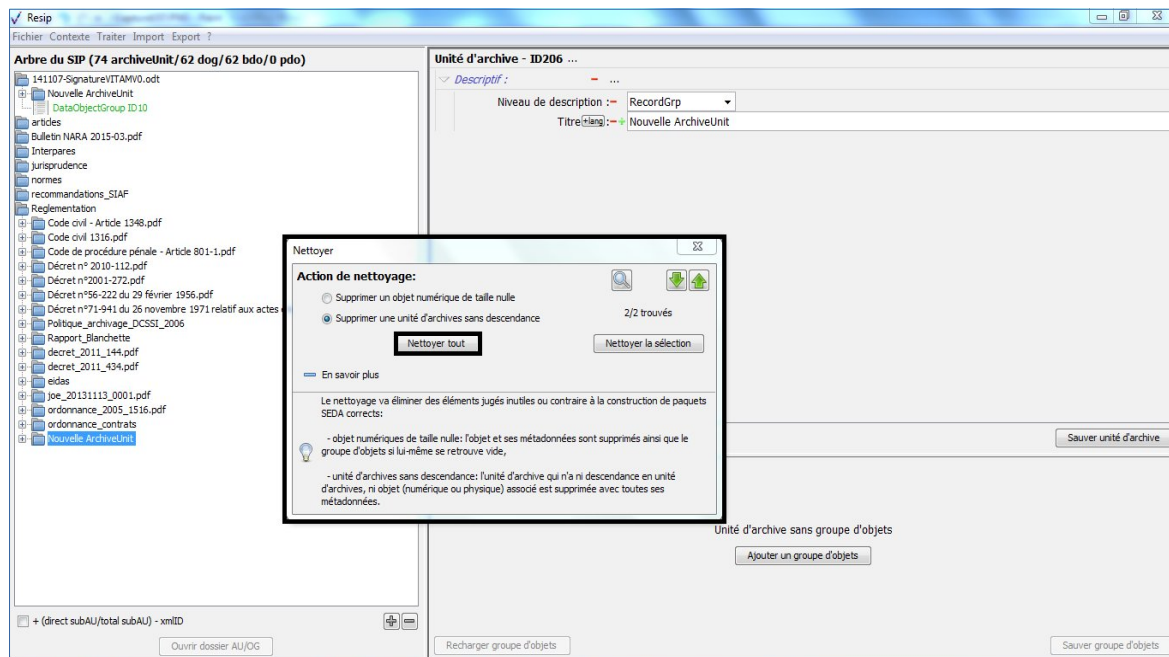 Resip
Fichier Contexte Traiter Import Export ?
Arbre du SIP (74 archiveUnit/62 dog/62 bdo/0 pdo)
141107-SignatureVITAMV0.odt
Nouvelle ArchiveUnit
DataObjectGroup ID10
articles
Bulletin NARA 2015-03.pdf
Interpares
jurisprudence
normes
recommandations_SIAF
Reglementation
Code civil - Article 1348.pdf
Code civil 1316.pdf
Code de procédure pénale - Article 801-1.pdf
Décret n° 2010-112.pdf
Décret n°2001-272.pdf
Décret n°56-222 du 29 février 1956.pdf
Décret n°71-941 du 26 novembre 1971 relatif aux actes
Politique_archivage_DCSSI_2006
Rapport_Blanchette
decret_2011_144.pdf
decret_2011_434.pdf
eidas
joe_20131113_0001.pdf
ordonnance_2005_1516.pdf
ordonnance_contrats
Nouvelle ArchiveUnit
+ (direct subAU/total subAU) - xmlID
Ouvrir dossier AU/OG
Unité d'archive - ID206 ...
Descriptif : - ...
Niveau de description :- RecordGrp
Titre +lang :-+ Nouvelle ArchiveUnit
Nettoyer
Action de nettoyage:
Supprimer un objet numérique de taille nulle
Supprimer une unité d'archives sans descendance
2/2 trouvés
Nettoyer tout
Nettoyer la sélection
En savoir plus
Le nettoyage va éliminer des éléments jugés inutiles ou contraire à la construction de paquets
SEDA corrects:
- objet numériques de taille nulle: l'objet et ses métadonnées sont supprimés ainsi que le
groupe d'objets si lui-même se retrouve vide,
- unité d'archives sans descendance: l'unité d'archive qui n'a ni descendance en unité
d'archives, ni objet (numérique ou physique) associé est supprimée avec toutes ses
métadonnées.
Sauver unité d'archive
Unité d'archive sans groupe d'objets
Ajouter un groupe d'objets
Recharger groupe d'objets
Sauver groupe d'objets